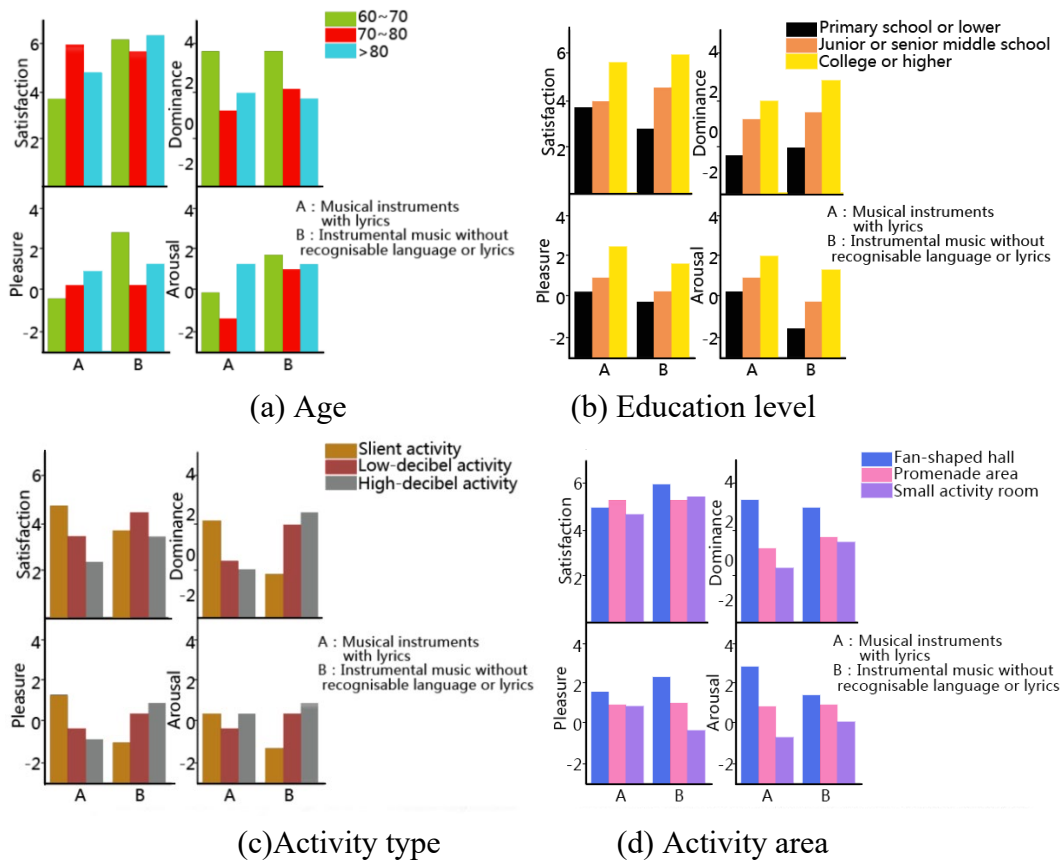 60~70
70~80
>80
Satisfaction
6
4
2
Dominance
4
2
0
-2
Pleasure
4
2
0
-2
Arousal
4
2
0
-2
A : Musical instruments
with lyrics
B : Instrumental music without
recognisable language or lyrics
A
B
A
B
(a) Age
Primary school or lower
Junior or senior middle school
College or higher
Satisfaction
6
4
2
Dominance
4
2
0
-2
Pleasure
4
2
0
-2
Arousal
4
2
0
-2
A : Musical instruments
with lyrics
B : Instrumental music without
recognisable language or lyrics
A
B
A
B
(b) Education level
Slient activity
Low-decibel activity
High-decibel activity
Satisfaction
6
4
2
Dominance
4
2
0
-2
Pleasure
4
2
0
-2
Arousal
4
2
0
-2
A : Musical instruments
with lyrics
B : Instrumental music without
recognisable language or lyrics
A
B
A
B
(c)Activity type
Fan-shaped hall
Promenade area
Small activity room
Satisfaction
6
4
2
Dominance
4
2
0
-2
Pleasure
4
2
0
-2
Arousal
4
2
0
-2
A : Musical instruments
with lyrics
B : Instrumental music without
recognisable language or lyrics
A
B
A
B
(d) Activity area